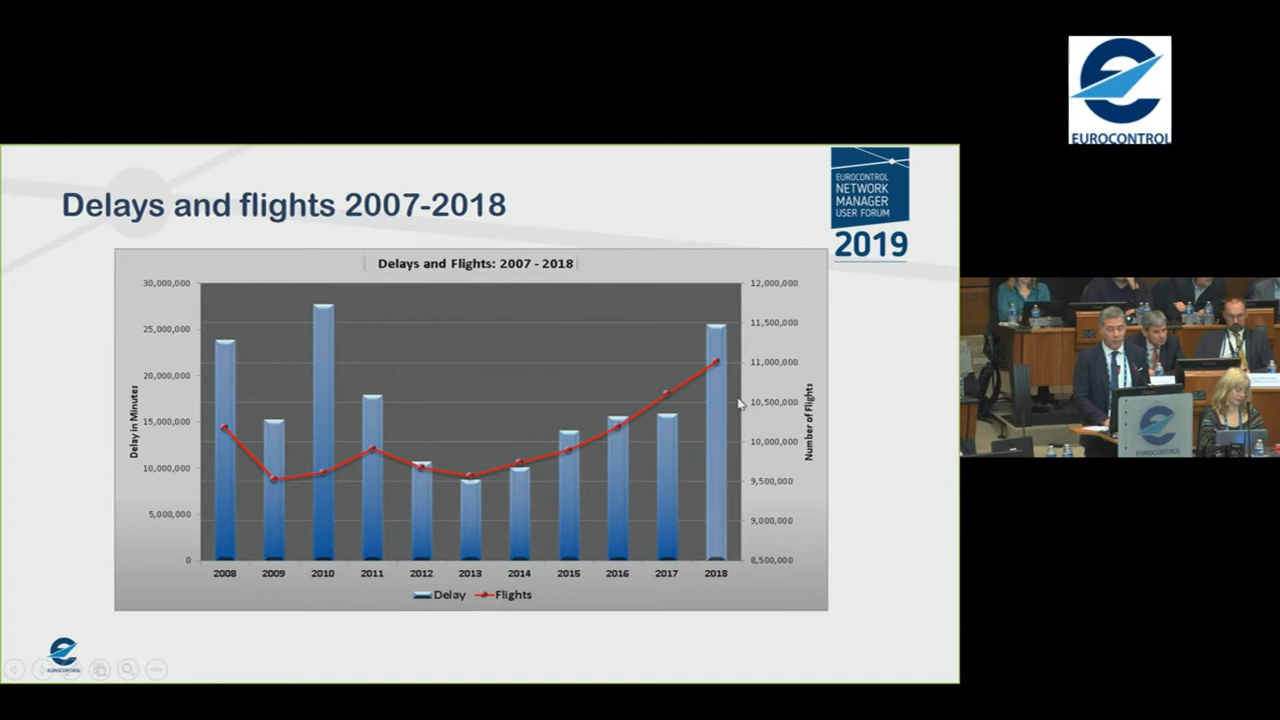 EUROCONTROL
Delays and flights 2007-2018
EUROCONTROL
NETWORK
MANAGER
USER FORUM
2019
Delays and Flights: 2007 - 2018
30,000,000
25,000,000
20,000,000
15,000,000
10,000,000
5,000,000
0
Delay in Minutes
12,000,000
11,500,000
11,000,000
10,500,000
10,000,000
9,500,000
9,000,000
8,500,000
Number of Flights
2008 2009 2010 2011 2012 2013 2014 2015 2016 2017 2018
Delay Flights
EUROCONTROL
EUROCONTROL